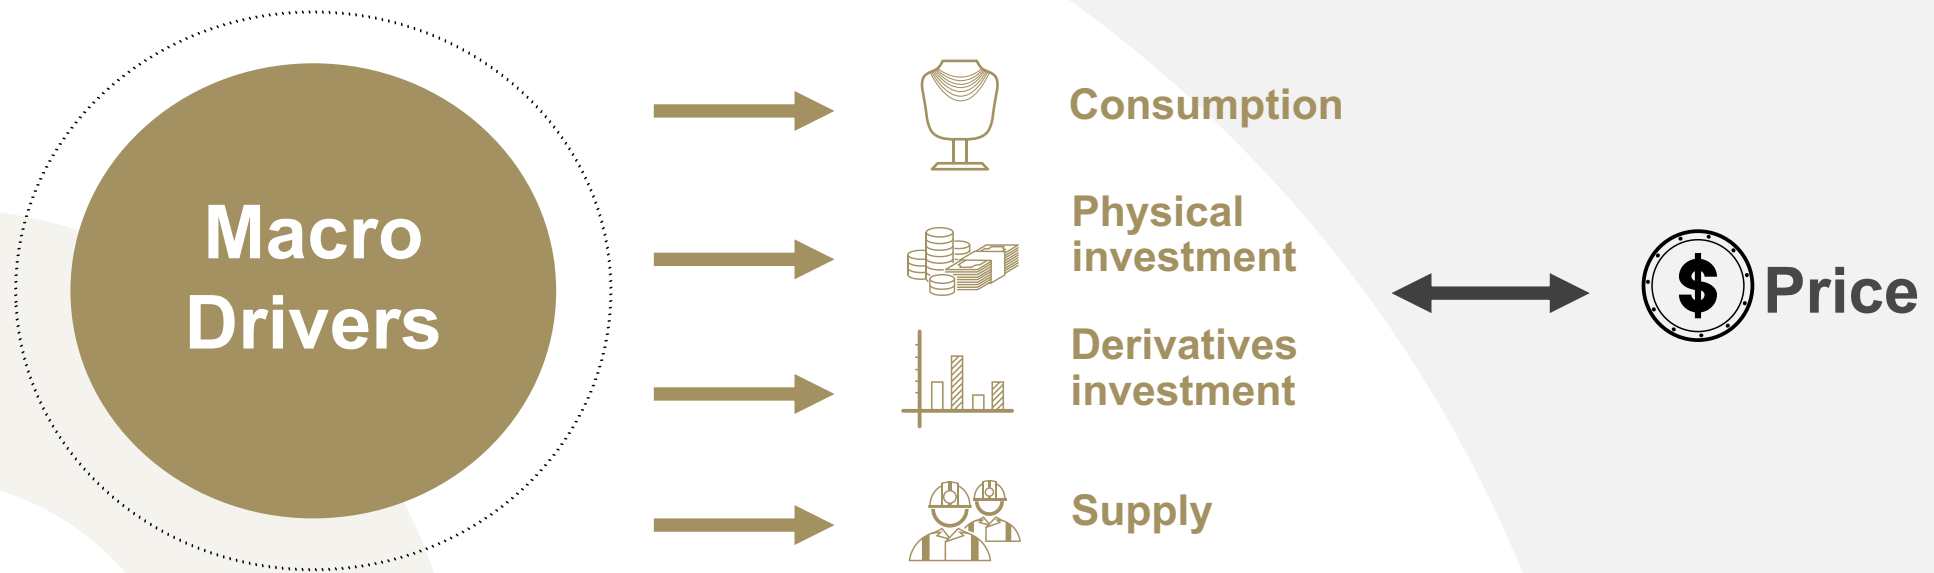 Macro
Drivers
Consumption
Physical
investment
Derivatives
investment
Supply
$
Price